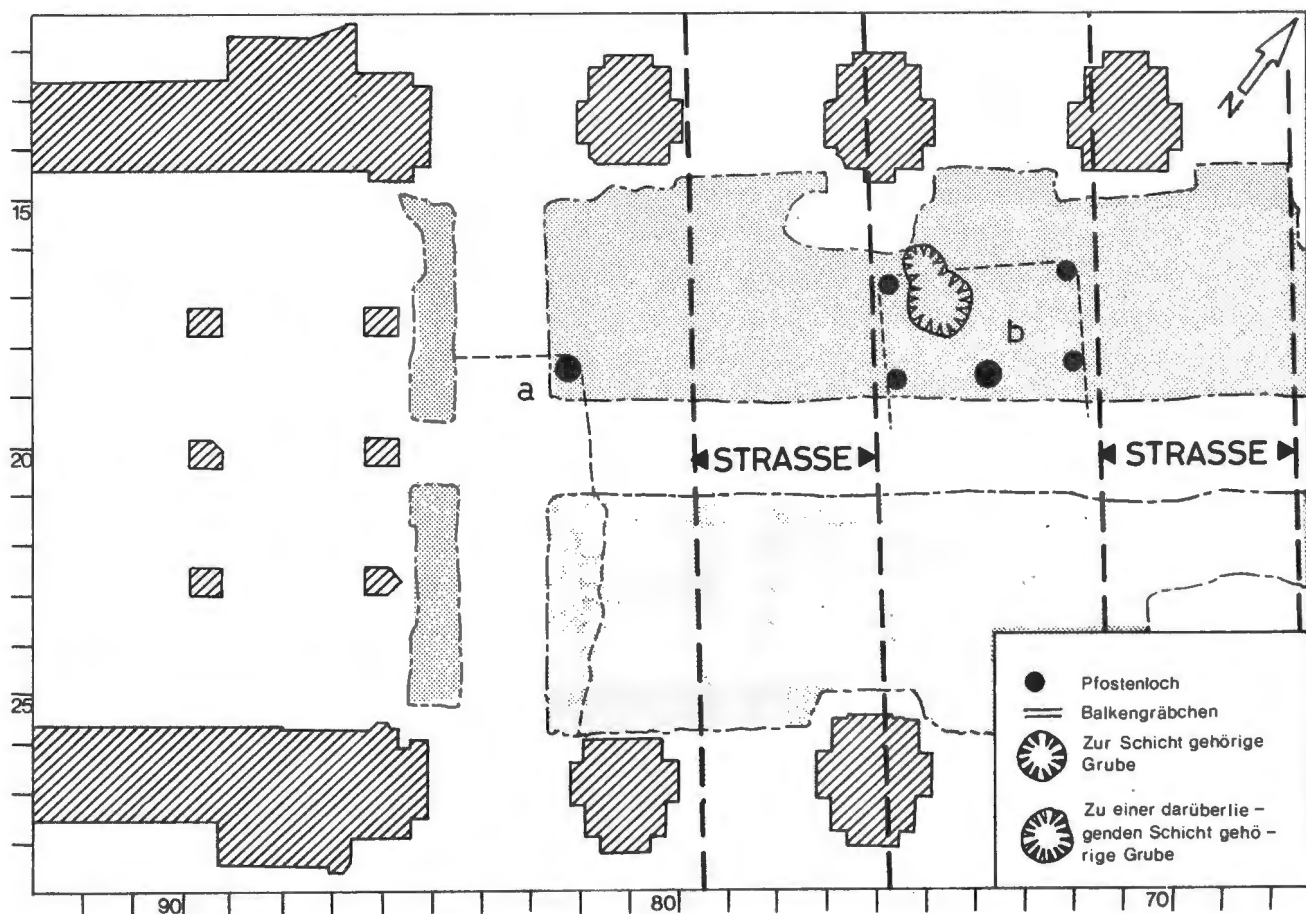 N
15
a
b
20
STRASSE
STRASSE
25
Pfostenloch
Balkengräbchen
Zur Schicht gehörige
Grube
Zu einer darüberlie –
genden Schicht gehö –
rige Grube
90
80
70